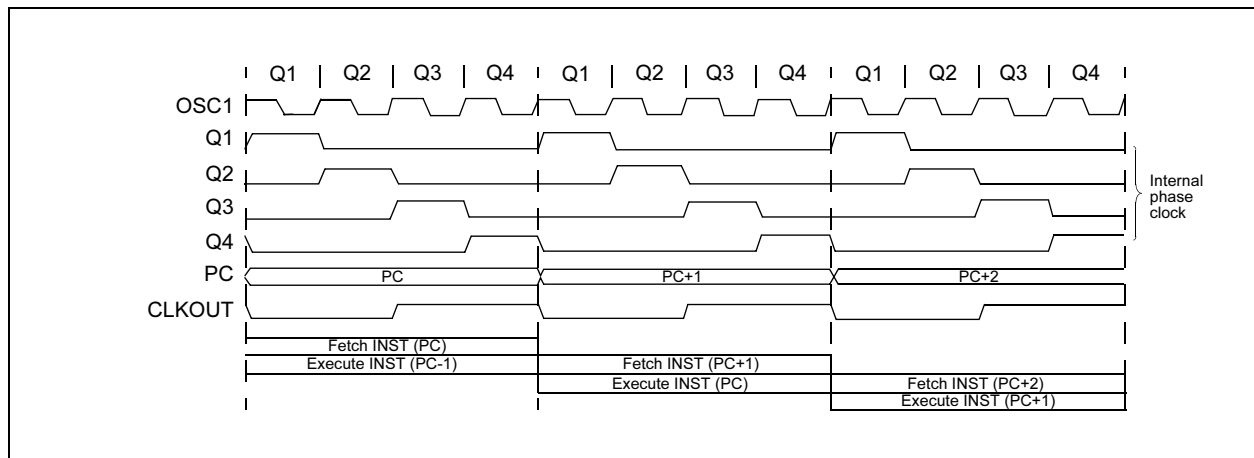 Q1 Q2 Q3 Q4 Q1 Q2 Q3 Q4 Q1 Q2 Q3 Q4
OSC1
Q1
Q2
Q3
Q4
Internal
phase
clock
PC PC PC+1 PC+2
CLKOUT
Fetch INST (PC)
Execute INST (PC-1) Fetch INST (PC+1)
Execute INST (PC) Fetch INST (PC+2)
Execute INST (PC+1)